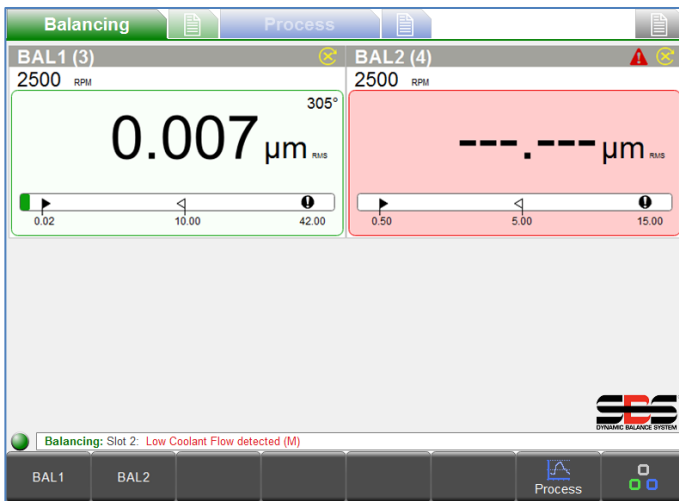 Balancing Process
BAL1 (3)
2500 RPM
305°
0.007 µm RMS
0.02 10.00 42.00
BAL2 (4)
2500 RPM
---.--- µm RMS
0.50 5.00 15.00
SBS
DYNAMIC BALANCE SYSTEM
Balancing: Slot 2: Low Coolant Flow detected (M)
BAL1 BAL2 Process